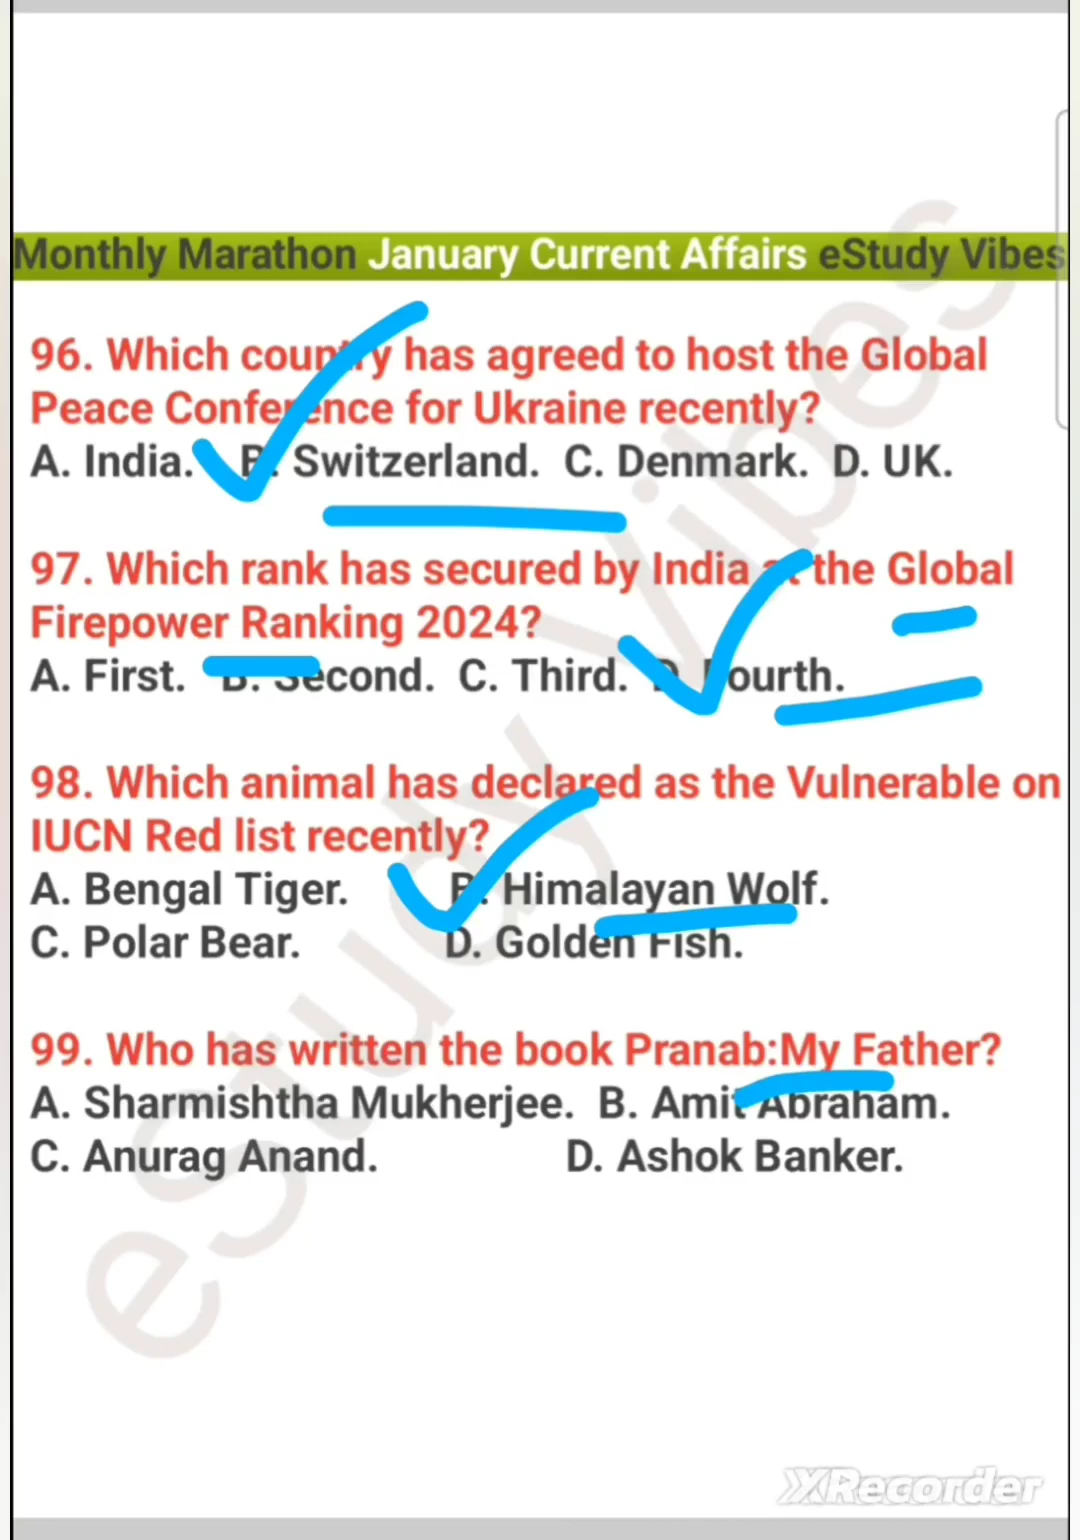 Monthly Marathon January Current Affairs eStudy Vibes
96. Which country has agreed to host the Global
Peace Conference for Ukraine recently?
A. India. B. Switzerland. C. Denmark. D. UK.
97. Which rank has secured by India at the Global
Firepower Ranking 2024?
A. First. B. Second. C. Third. D. Fourth.
98. Which animal has declared as the Vulnerable on
IUCN Red list recently?
A. Bengal Tiger. B. Himalayan Wolf.
C. Polar Bear. D. Golden Fish.
99. Who has written the book Pranab:My Father?
A. Sharmishtha Mukherjee. B. Amit Abraham.
C. Anurag Anand. D. Ashok Banker.
eStudy Vibes
XRecorder